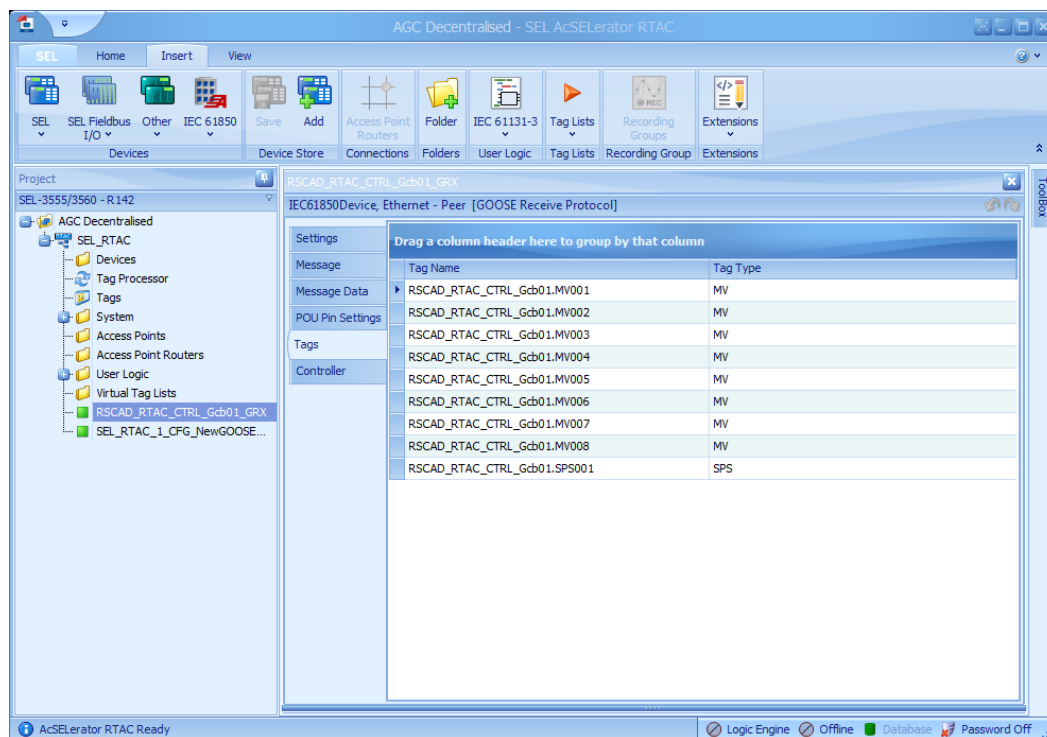 AGC Decentralised - SEL AcSELerator RTAC
SEL Home Insert View
SEL
SEL Fieldbus I/O
Other
IEC 61850
Save
Add
Access Point Routers
Folder
IEC 61131-3
Tag Lists
Recording Groups
Extensions
Devices Device Store Connections Folders User Logic Tag Lists Recording Group Extensions
Project
SEL-3555/3560 - R142
AGC Decentralised
SEL_RTAC
Devices
Tag Processor
Tags
System
Access Points
Access Point Routers
User Logic
Virtual Tag Lists
RSCAD_RTAC_CTRL_Gcb01_GRX
SEL_RTAC_1_CFG_NewGOOSE...
RSCAD_RTAC_CTRL_Gcb01_GRX
IEC61850Device, Ethernet - Peer [GOOSE Receive Protocol]
Settings
Message
Message Data
POU Pin Settings
Tags
Controller
Drag a column header here to group by that column
Tag Name Tag Type
RSCAD_RTAC_CTRL_Gcb01.MV001 MV
RSCAD_RTAC_CTRL_Gcb01.MV002 MV
RSCAD_RTAC_CTRL_Gcb01.MV003 MV
RSCAD_RTAC_CTRL_Gcb01.MV004 MV
RSCAD_RTAC_CTRL_Gcb01.MV005 MV
RSCAD_RTAC_CTRL_Gcb01.MV006 MV
RSCAD_RTAC_CTRL_Gcb01.MV007 MV
RSCAD_RTAC_CTRL_Gcb01.MV008 MV
RSCAD_RTAC_CTRL_Gcb01.SPS001 SPS
ToolBox
AcSELerator RTAC Ready
Logic Engine Offline Database Password Off